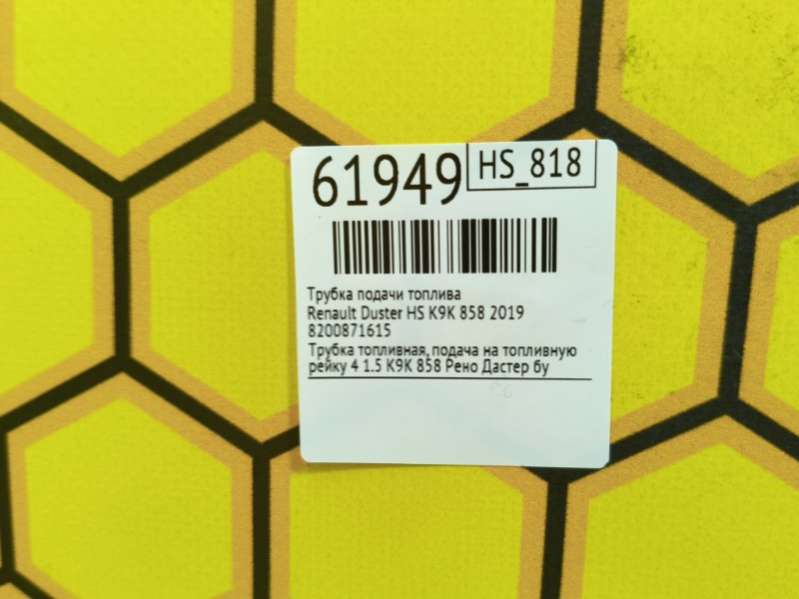 61949 HS_818
Трубка подачи топлива
Renault Duster HS K9K 858 2019
8200871615
Трубка топливная, подача на топливную
рейку 4 1.5 K9K 858 Рено Дастер бу